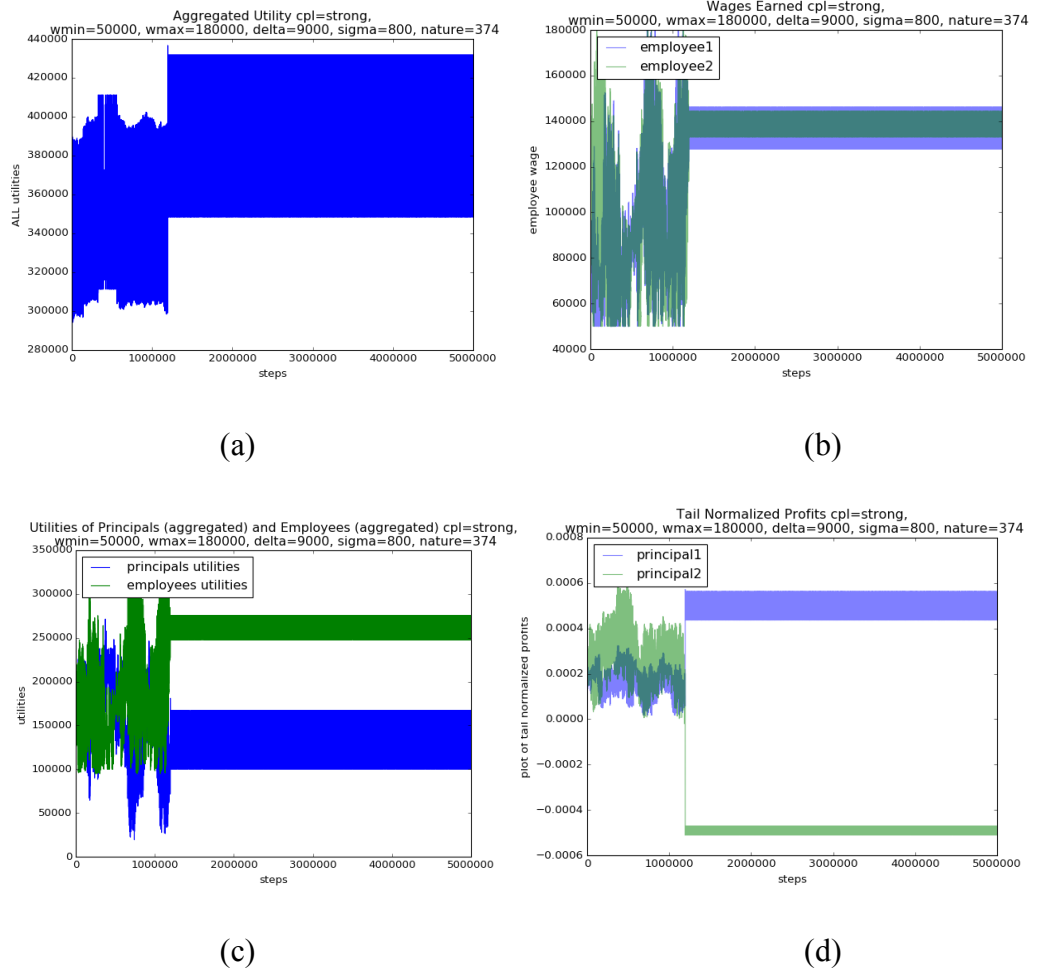 Aggregated Utility cpl=strong,
wmin=50000, wmax=180000, delta=9000, sigma=800, nature=374
440000
420000
400000
380000
360000
340000
320000
300000
280000
ALL utilities
0 1000000 2000000 3000000 4000000 5000000
steps
(a)
Wages Earned cpl=strong,
wmin=50000, wmax=180000, delta=9000, sigma=800, nature=374
180000
160000
140000
120000
100000
80000
60000
40000
employee wage
employee1
employee2
0 1000000 2000000 3000000 4000000 5000000
steps
(b)
Utilities of Principals (aggregated) and Employees (aggregated) cpl=strong,
wmin=50000, wmax=180000, delta=9000, sigma=800, nature=374
350000
300000
250000
200000
150000
100000
50000
0
utilities
principals utilities
employees utilities
0 1000000 2000000 3000000 4000000 5000000
steps
(c)
Tail Normalized Profits cpl=strong,
wmin=50000, wmax=180000, delta=9000, sigma=800, nature=374
0.0008
0.0006
0.0004
0.0002
0.0000
−0.0002
−0.0004
−0.0006
plot of tail normalized profits
principal1
principal2
0 1000000 2000000 3000000 4000000 5000000
steps
(d)